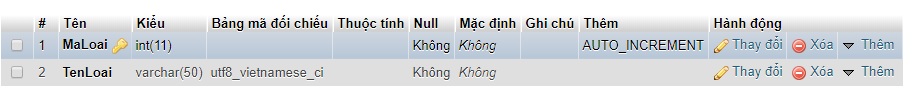 # Tên Kiểu Bảng mã đối chiếu Thuộc tính Null Mặc định Ghi chú Thêm Hành động
1 MaLoai int(11) Không Không AUTO_INCREMENT Thay đổi Xóa Thêm
2 TenLoai varchar(50) utf8_vietnamese_ci Không Không Thay đổi Xóa Thêm